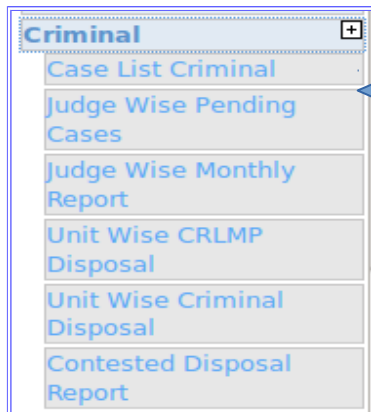 Criminal
Case List Criminal
Judge Wise Pending
Cases
Judge Wise Monthly
Report
Unit Wise CRLMP
Disposal
Unit Wise Criminal
Disposal
Contested Disposal
Report